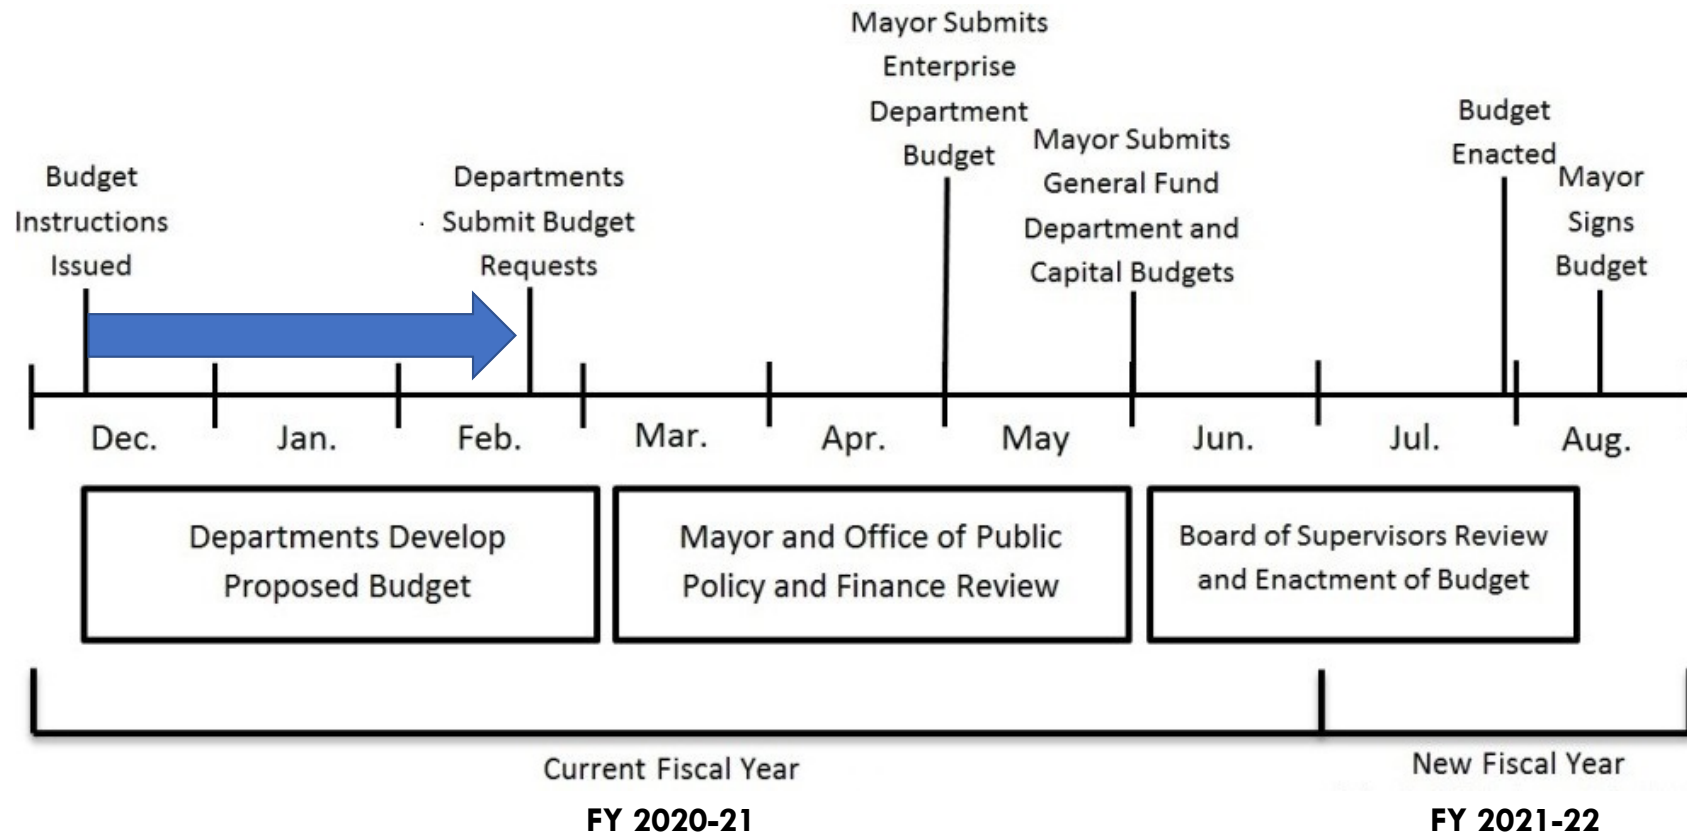 Mayor Submits
Enterprise
Department
Budget
Mayor Submits
General Fund
Department and
Capital Budgets
Budget
Enacted
Mayor
Signs
Budget
Budget
Instructions
Issued
Departments
Submit Budget
Requests
Dec.
Jan.
Feb.
Mar.
Apr.
May
Jun.
Jul.
Aug.
Departments Develop
Proposed Budget
Mayor and Office of Public
Policy and Finance Review
Board of Supervisors Review
and Enactment of Budget
Current Fiscal Year
FY 2020-21
New Fiscal Year
FY 2021-22